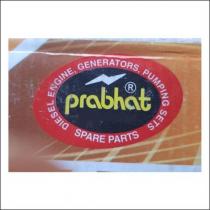 DIESEL ENGINE, GENERATORS, PUMPING SETS
prabhat ®
SPARE PARTS